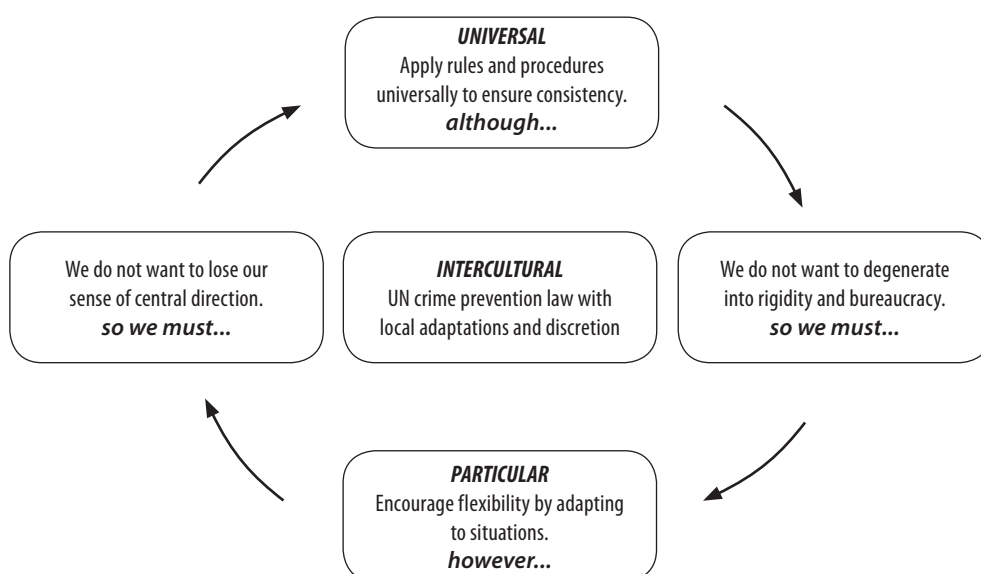 UNIVERSAL
Apply rules and procedures
universally to ensure consistency.
although...
We do not want to lose our
sense of central direction.
so we must...
INTERCULTURAL
UN crime prevention law with
local adaptations and discretion
We do not want to degenerate
into rigidity and bureaucracy.
so we must...
PARTICULAR
Encourage flexibility by adapting
to situations.
however...